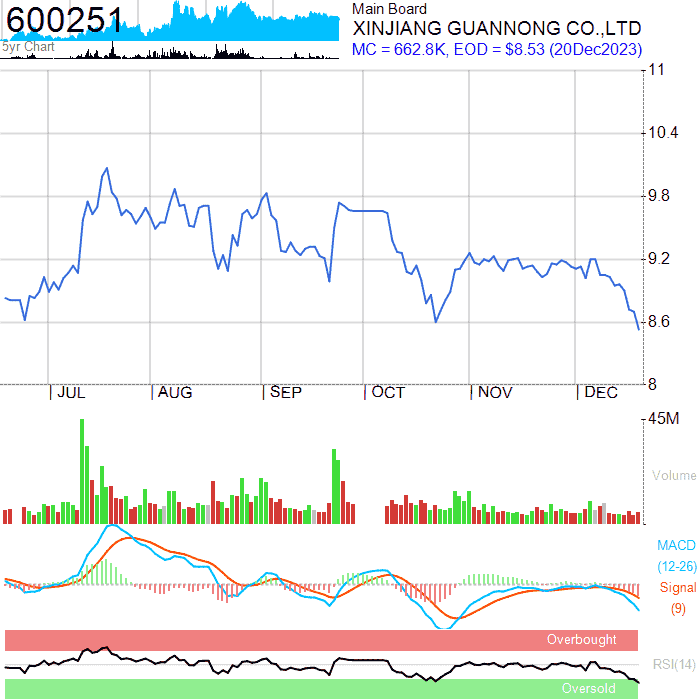 600251
5yr Chart
Main Board
XINJIANG GUANNONG CO.,LTD
MC = 662.8K, EOD = $8.53 (20Dec2023)
11
10.4
9.8
9.2
8.6
8
JUL AUG SEP OCT NOV DEC
45M
Volume
MACD
(12-26)
Signal
(9)
Overbought
RSI(14)
Oversold